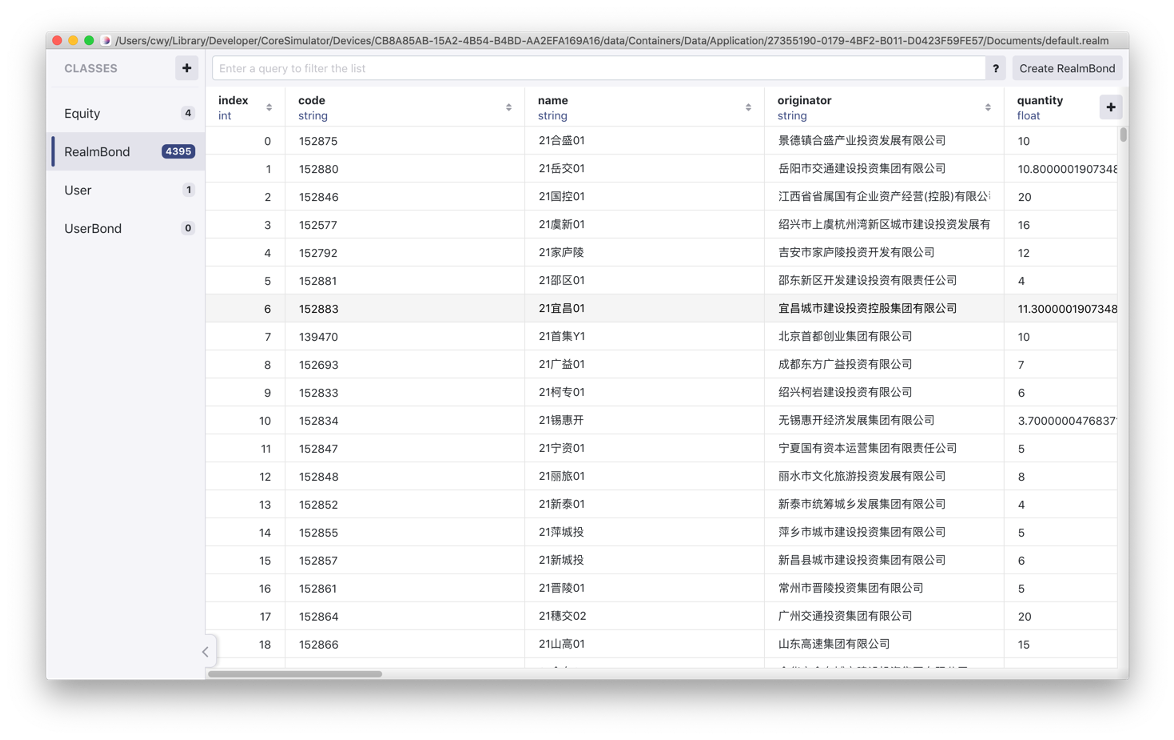 /Users/cwy/Library/Developer/CoreSimulator/Devices/CB8A85AB-15A2-4B54-B4BD-AA2EFA169A16/data/Containers/Data/Application/27355190-0179-4BF2-B011-D0423F59FE57/Documents/default.realm
CLASSES +
Enter a query to filter the list ? Create RealmBond
Equity 4
RealmBond 4395
User 1
UserBond 0
index code name originator quantity +
int string string string float
0 152875 21合盛01 景德镇合盛产业投资发展有限公司 10
1 152880 21岳交01 岳阳市交通建设投资集团有限公司 10.8000001907348
2 152846 21国控01 江西省省属国有企业资产经营(控股)有限公 20
3 152577 21虞新01 绍兴市上虞杭州湾新区城市建设投资发展有 16
4 152792 21家庐陵 吉安市家庐陵投资开发有限公司 12
5 152881 21邵区01 邵东新区开发建设投资有限责任公司 4
6 152883 21宜昌01 宜昌城市建设投资控股集团有限公司 11.3000001907348
7 139470 21首集Y1 北京首都创业集团有限公司 10
8 152693 21广益01 成都东方广益投资有限公司 7
9 152833 21柯专01 绍兴柯岩建设投资有限公司 6
10 152834 21锡惠开 无锡惠开经济发展集团有限公司 3.7000000476837
11 152847 21宁资01 宁夏国有资本运营集团有限责任公司 5
12 152848 21丽旅01 丽水市文化旅游投资发展有限公司 8
13 152852 21新泰01 新泰市统筹城乡发展集团有限公司 4
14 152855 21萍城投 萍乡市城市建设投资集团有限公司 5
15 152857 21新城投 新昌县城市建设投资集团有限公司 6
16 152861 21晋陵01 常州市晋陵投资集团有限公司 5
17 152864 21穗交02 广州交通投资集团有限公司 20
18 152866 21山高01 山东高速集团有限公司 15